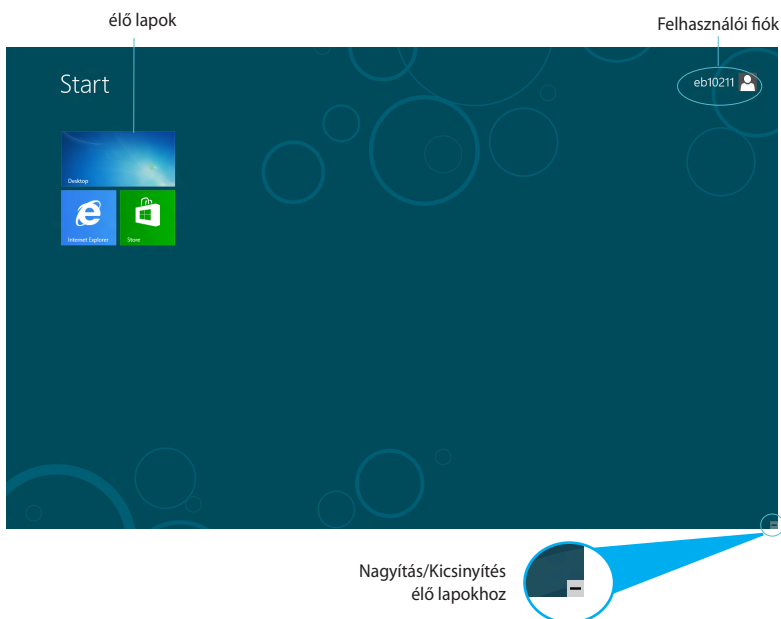 élő lapok
Felhasználói fiók
Start
eb10211
Desktop
Internet Explorer
Store
Nagyítás/Kicsinyítés
élő lapokhoz